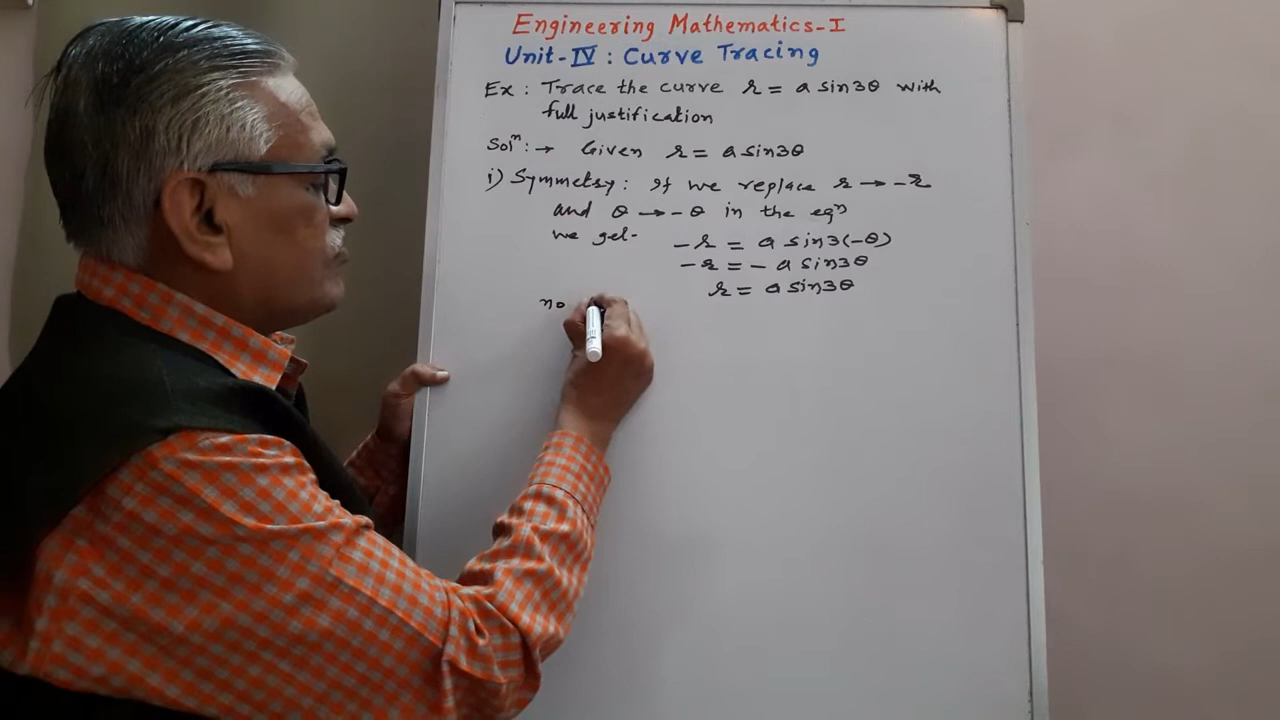 Engineering Mathematics-I
Unit-IV : Curve Tracing
Ex : Trace the curve r = a sin3θ with
full justification
Solⁿ : → Given r = a sin3θ
i) Symmetry : If we replace r → -r
and θ → -θ in the eqⁿ
we get - r = a sin3(-θ)
- r = - a sin3θ
r = a sin3θ
no